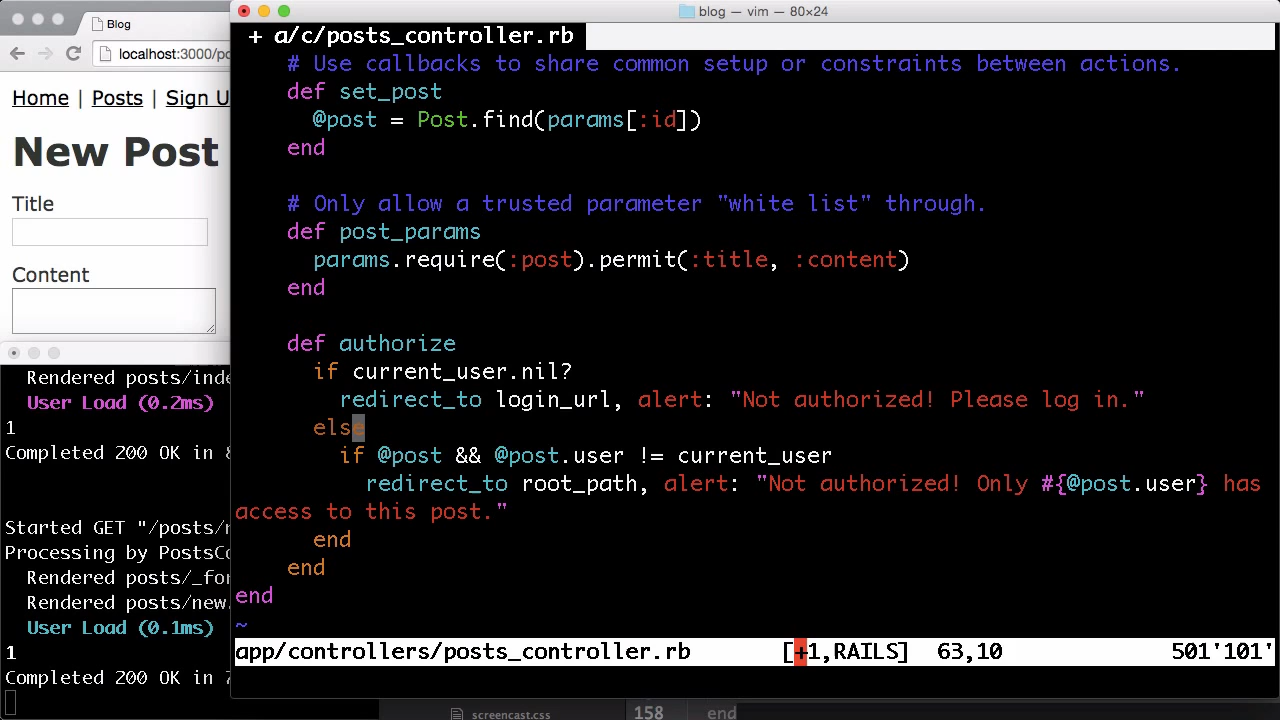 Blog
localhost:3000/po
Home | Posts | Sign U
New Post
Title
Content
Rendered posts/inde
User Load (0.2ms)
1
Completed 200 OK in 8
Started GET "/posts/n
Processing by PostsCo
Rendered posts/_for
Rendered posts/new.
User Load (0.1ms)
1
Completed 200 OK in 7
blog — vim — 80×24
+ a/c/posts_controller.rb
# Use callbacks to share common setup or constraints between actions.
def set_post
@post = Post.find(params[:id])
end
# Only allow a trusted parameter "white list" through.
def post_params
params.require(:post).permit(:title, :content)
end
def authorize
if current_user.nil?
redirect_to login_url, alert: "Not authorized! Please log in."
else
if @post && @post.user != current_user
redirect_to root_path, alert: "Not authorized! Only #{@post.user} has
access to this post."
end
end
end
~
app/controllers/posts_controller.rb [+1,RAILS] 63,10 501'101'
screencast.css 158 end